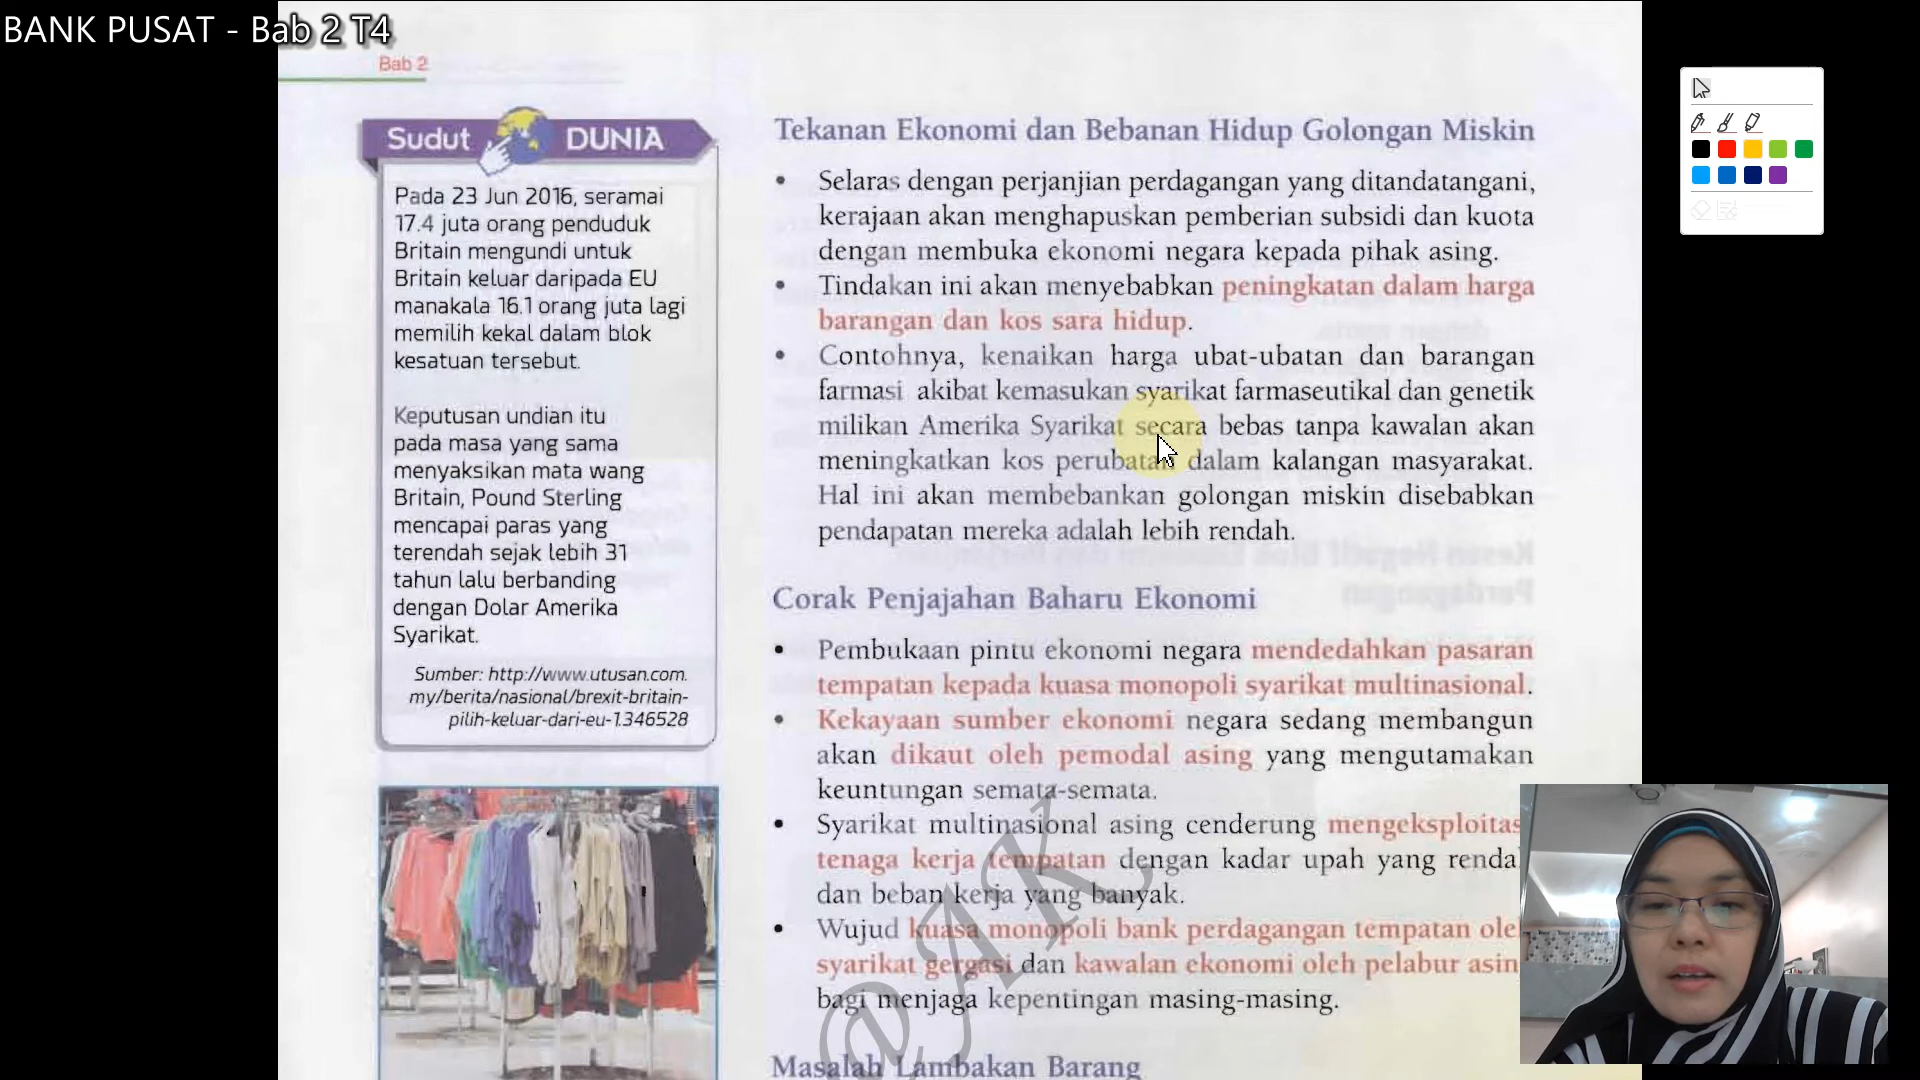 BANK PUSAT - Bab 2 T4
Bab 2
Sudut DUNIA
Pada 23 Jun 2016, seramai
17.4 juta orang penduduk
Britain mengundi untuk
Britain keluar daripada EU
manakala 16.1 orang juta lagi
memilih kekal dalam blok
kesatuan tersebut.
Keputusan undian itu
pada masa yang sama
menyaksikan mata wang
Britain, Pound Sterling
mencapai paras yang
terendah sejak lebih 31
tahun lalu berbanding
dengan Dolar Amerika
Syarikat.
Sumber: http://www.utusan.com.
my/berita/nasional/brexit-britain-
pilih-keluar-dari-eu-1.346528
Tekanan Ekonomi dan Bebanan Hidup Golongan Miskin
• Selaras dengan perjanjian perdagangan yang ditandatangani,
kerajaan akan menghapuskan pemberian subsidi dan kuota
dengan membuka ekonomi negara kepada pihak asing.
• Tindakan ini akan menyebabkan peningkatan dalam harga
barangan dan kos sara hidup.
• Contohnya, kenaikan harga ubat-ubatan dan barangan
farmasi akibat kemasukan syarikat farmaseutikal dan genetik
milikan Amerika Syarikat secara bebas tanpa kawalan akan
meningkatkan kos perubatan dalam kalangan masyarakat.
Hal ini akan membebankan golongan miskin disebabkan
pendapatan mereka adalah lebih rendah.
Corak Penjajahan Baharu Ekonomi
• Pembukaan pintu ekonomi negara mendedahkan pasaran
tempatan kepada kuasa monopoli syarikat multinasional.
• Kekayaan sumber ekonomi negara sedang membangun
akan dikaut oleh pemodal asing yang mengutamakan
keuntungan semata-semata.
• Syarikat multinasional asing cenderung mengeksploitas
tenaga kerja tempatan dengan kadar upah yang renda
dan beban kerja yang banyak.
• Wujud kuasa monopoli bank perdagangan tempatan ole
syarikat gergasi dan kawalan ekonomi oleh pelabur asin
bagi menjaga kepentingan masing-masing.
Masalah Lambakan Barang
@AK